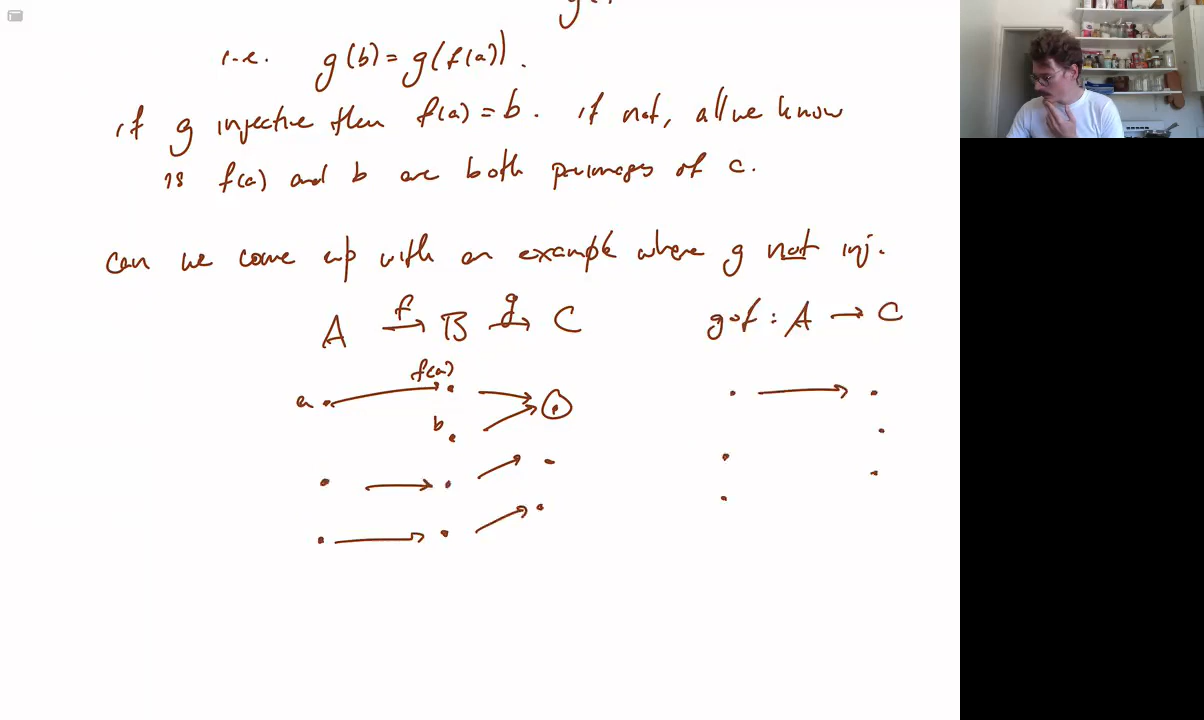 i.e. g(b) = g(f(a)).
if g injective then f(a) = b. if not, all we know
is f(a) and b are both preimages of c.
can we come up with an example where g not inj.
A f→ B g→ C g∘f : A → C
f(a)
a
b